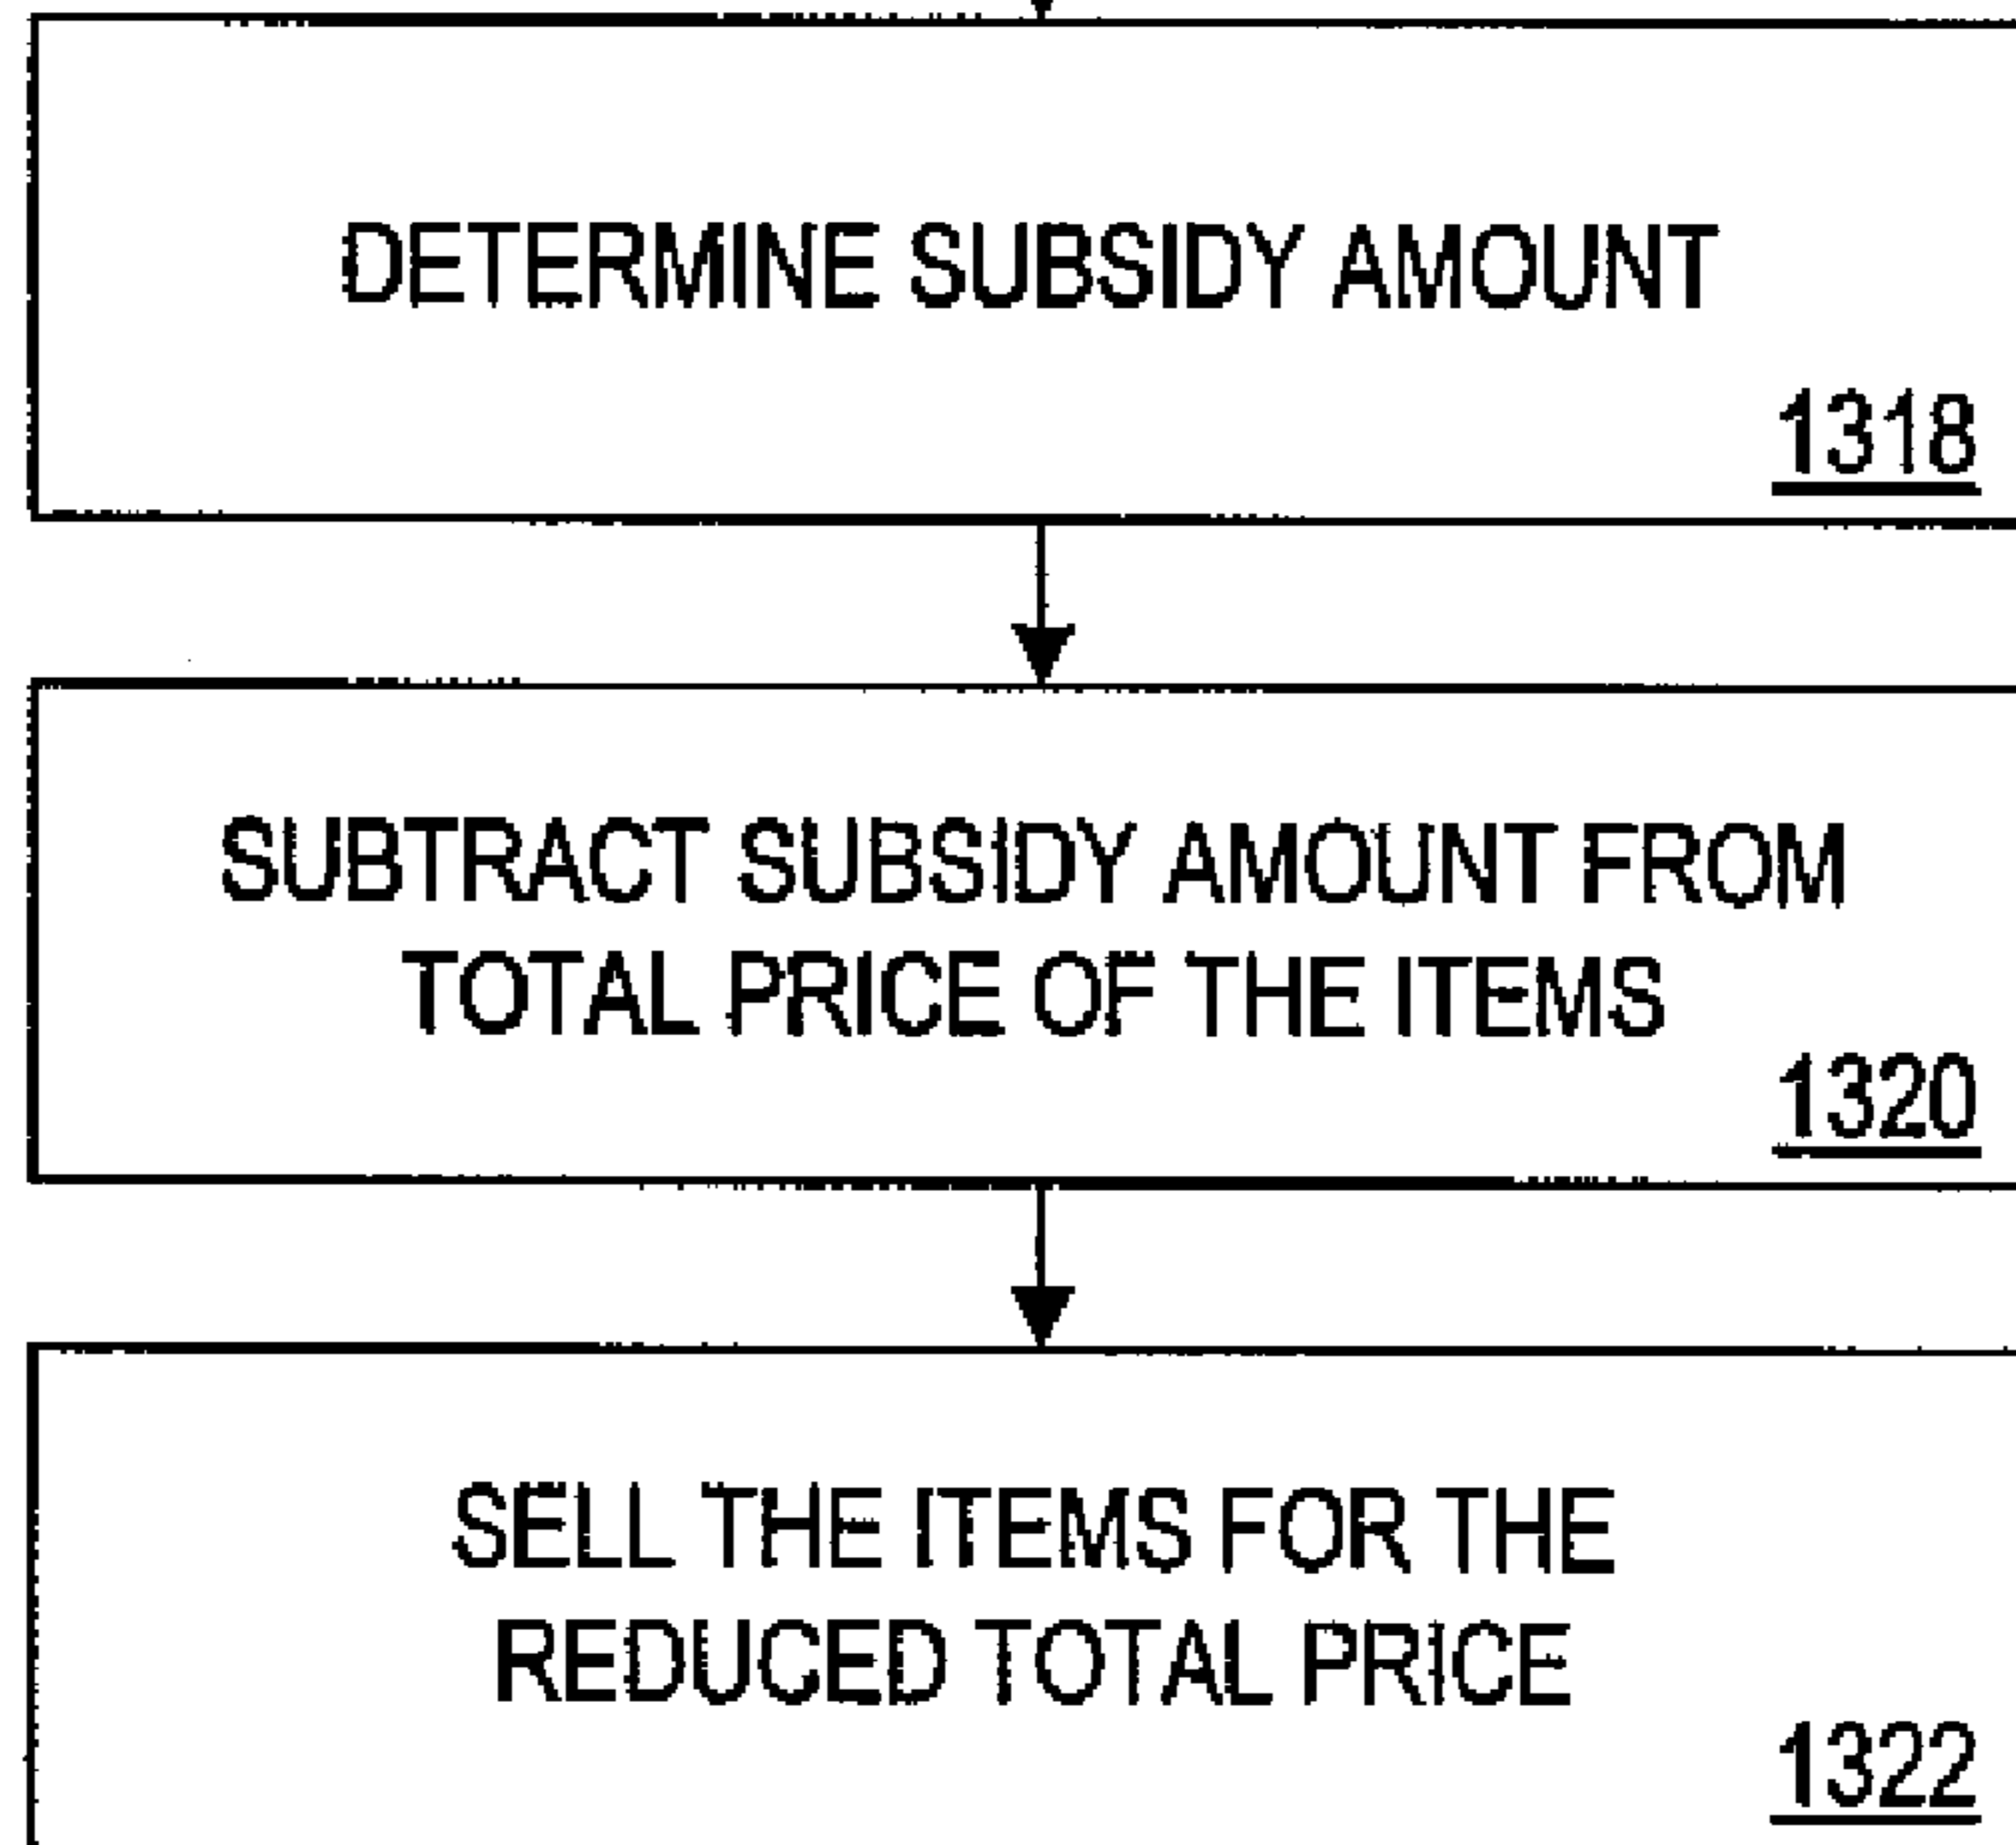 DETERMINE SUBSIDY AMOUNT
1318
SUBTRACT SUBSIDY AMOUNT FROM
TOTAL PRICE OF THE ITEMS
1320
SELL THE ITEMS FOR THE
REDUCED TOTAL PRICE
1322